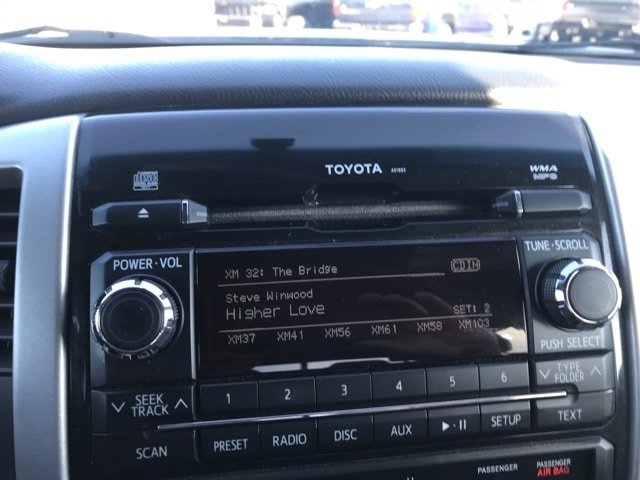 TOYOTA A51883
WMA
MP3
POWER·VOL
TUNE·SCROLL
XM 32: The Bridge
CD IN
Steve Winwood
Higher Love
SET: 2
XM37 XM41 XM56 XM61 XM58 XM103
PUSH SELECT
1 2 3 4 5 6
TYPE
FOLDER
SEEK
TRACK
PRESET RADIO DISC AUX SETUP TEXT
SCAN
PASSENGER
PASSENGER
AIR BAG